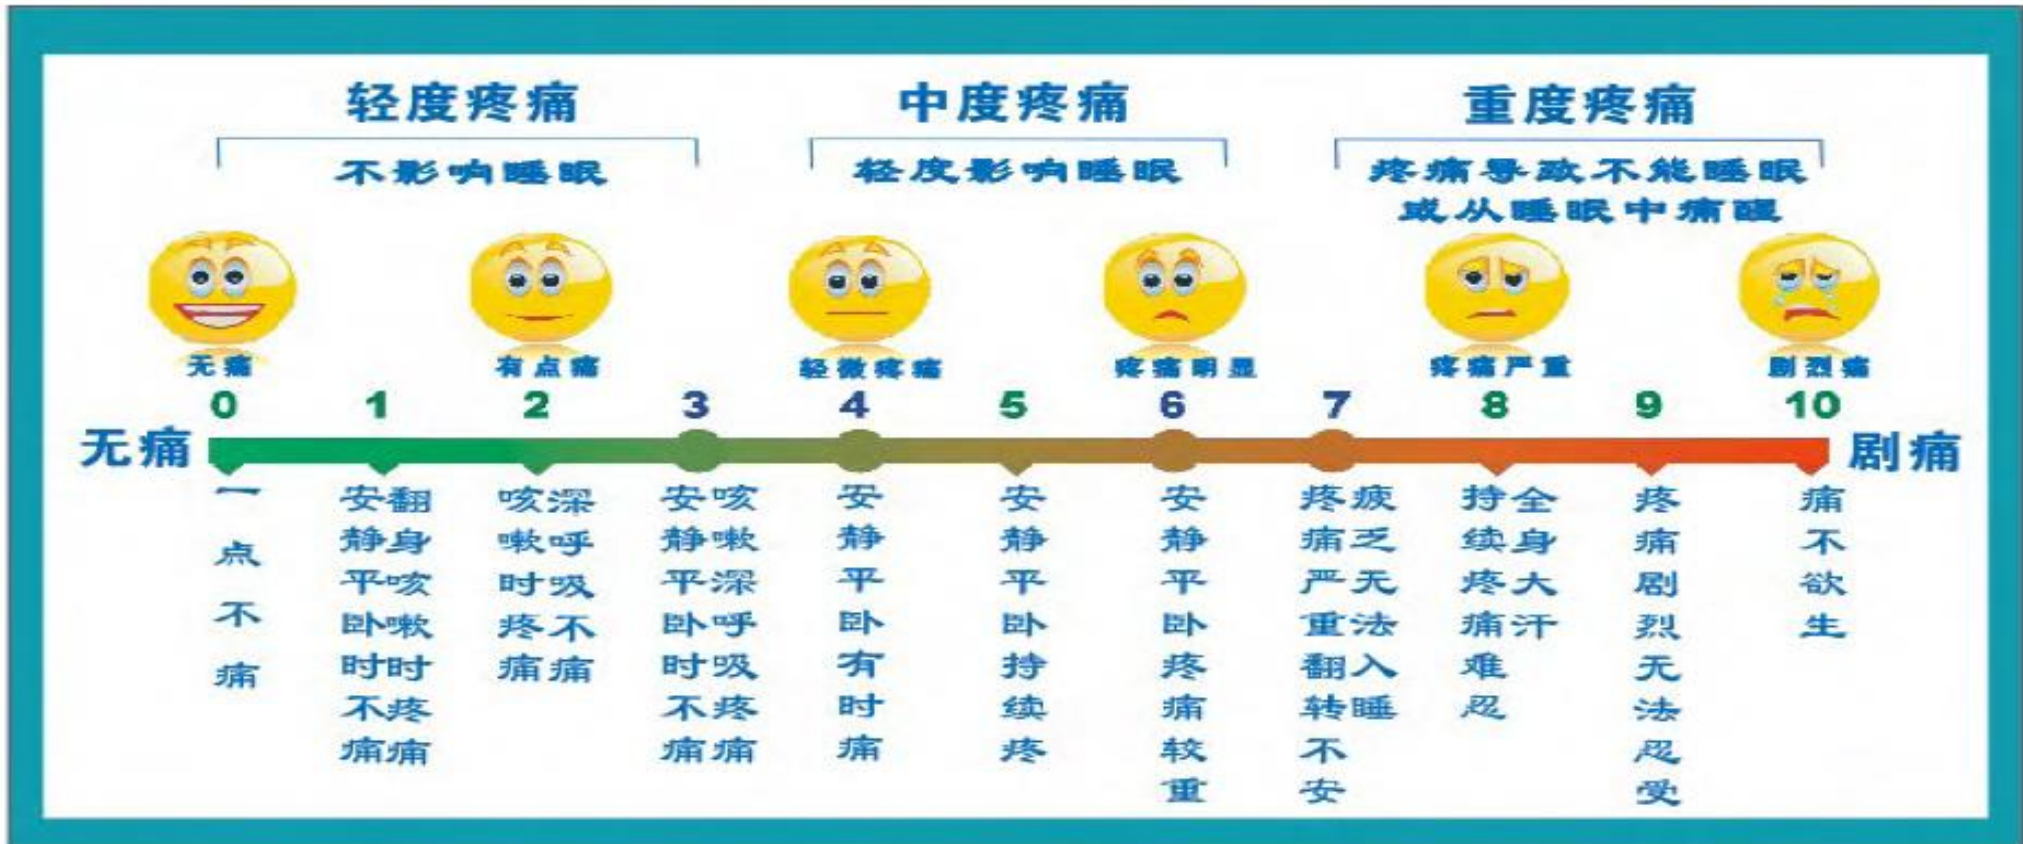 轻度疼痛
中度疼痛
重度疼痛
不影响睡眠
轻度影响睡眠
疼痛导致不能睡眠
或从睡眠中痛醒
无痛
有点痛
轻微疼痛
疼痛明显
疼痛严重
剧烈痛
0 1 2 3 4 5 6 7 8 9 10
无痛
剧痛
一点不痛
安静平卧时不痛
翻身咳嗽时疼痛
咳嗽时疼痛
深呼吸不痛
安静平卧时不痛
咳嗽深呼吸疼痛
安静平卧有时痛
安静平卧持续疼
安静平卧疼痛较重
疼痛严重翻转不安
疲乏无法入睡
持续疼痛难忍
全身大汗
疼痛剧烈无法忍受
痛不欲生